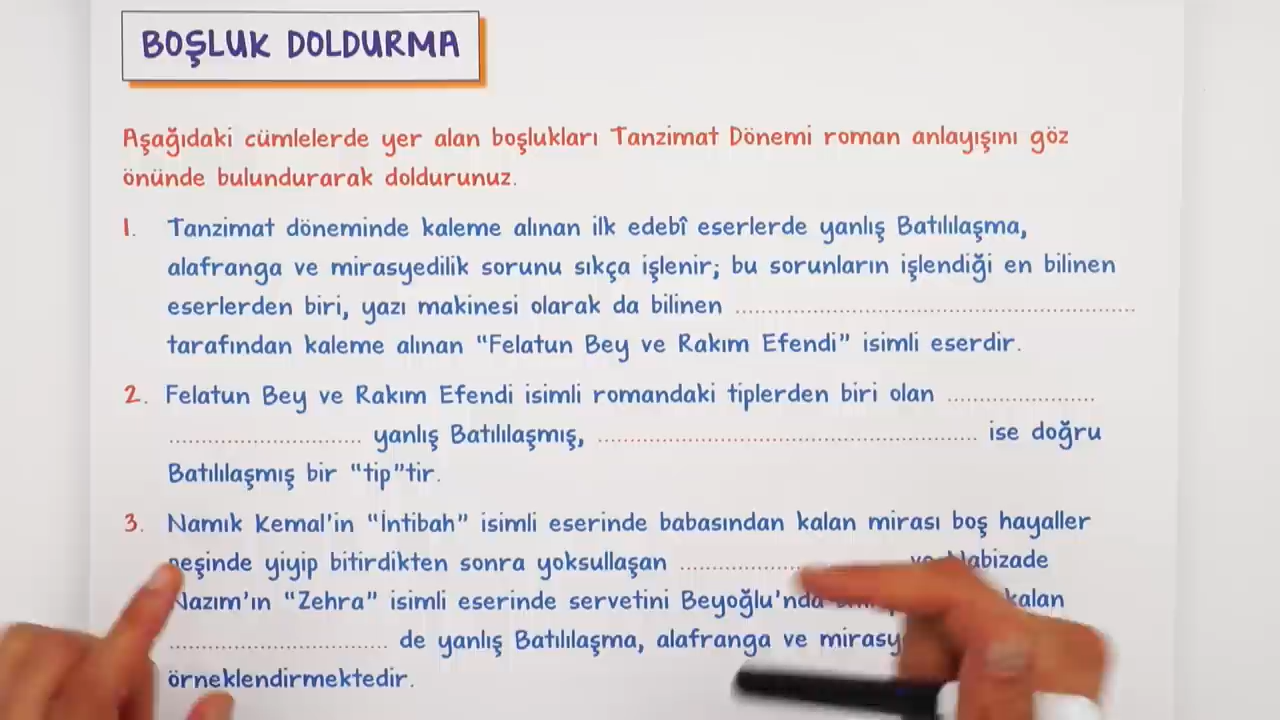 BOŞLUK DOLDURMA
Aşağıdaki cümlelerde yer alan boşlukları Tanzimat Dönemi roman anlayışını göz
önünde bulundurarak doldurunuz.
1. Tanzimat döneminde kaleme alınan ilk edebî eserlerde yanlış Batılılaşma,
alafranga ve mirasyedilik sorunu sıkça işlenir; bu sorunların işlendiği en bilinen
eserlerden biri, yazı makinesi olarak da bilinen ........................................
tarafından kaleme alınan “Felatun Bey ve Rakım Efendi” isimli eserdir.
2. Felatun Bey ve Rakım Efendi isimli romandaki tiplerden biri olan ....................
.......................... yanlış Batılılaşmış, .................................................. ise doğru
Batılılaşmış bir “tip”tir.
3. Namık Kemal'in “İntibah” isimli eserinde babasından kalan mirası boş hayaller
peşinde yiyip bitirdikten sonra yoksullaşan .................... Nabizade
Nazım'ın “Zehra” isimli eserinde servetini Beyoğlu'nda kalan
.............................. de yanlış Batılılaşma, alafranga ve
örneklendirmektedir.